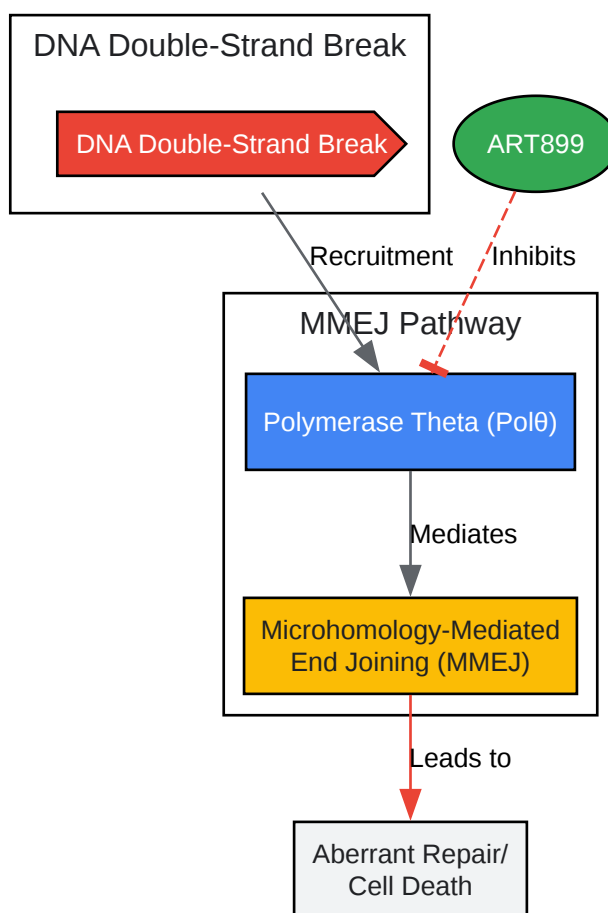 DNA Double-Strand Break
DNA Double-Strand Break
ART899
Recruitment
Inhibits
MMEJ Pathway
Polymerase Theta (Polθ)
Mediates
Microhomology-Mediated
End Joining (MMEJ)
Leads to
Aberrant Repair/
Cell Death